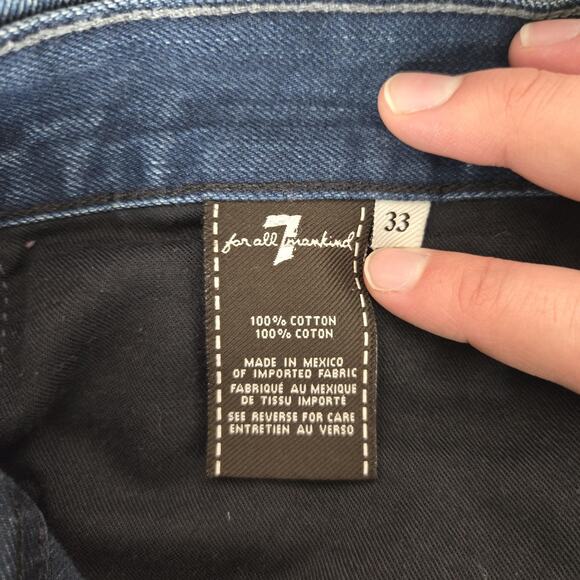 7
for all mankind
33
100% COTTON
100% COTON
MADE IN MEXICO
OF IMPORTED FABRIC
FABRIQUÉ AU MEXIQUE
DE TISSU IMPORTÉ
SEE REVERSE FOR CARE
ENTRETIEN AU VERSO